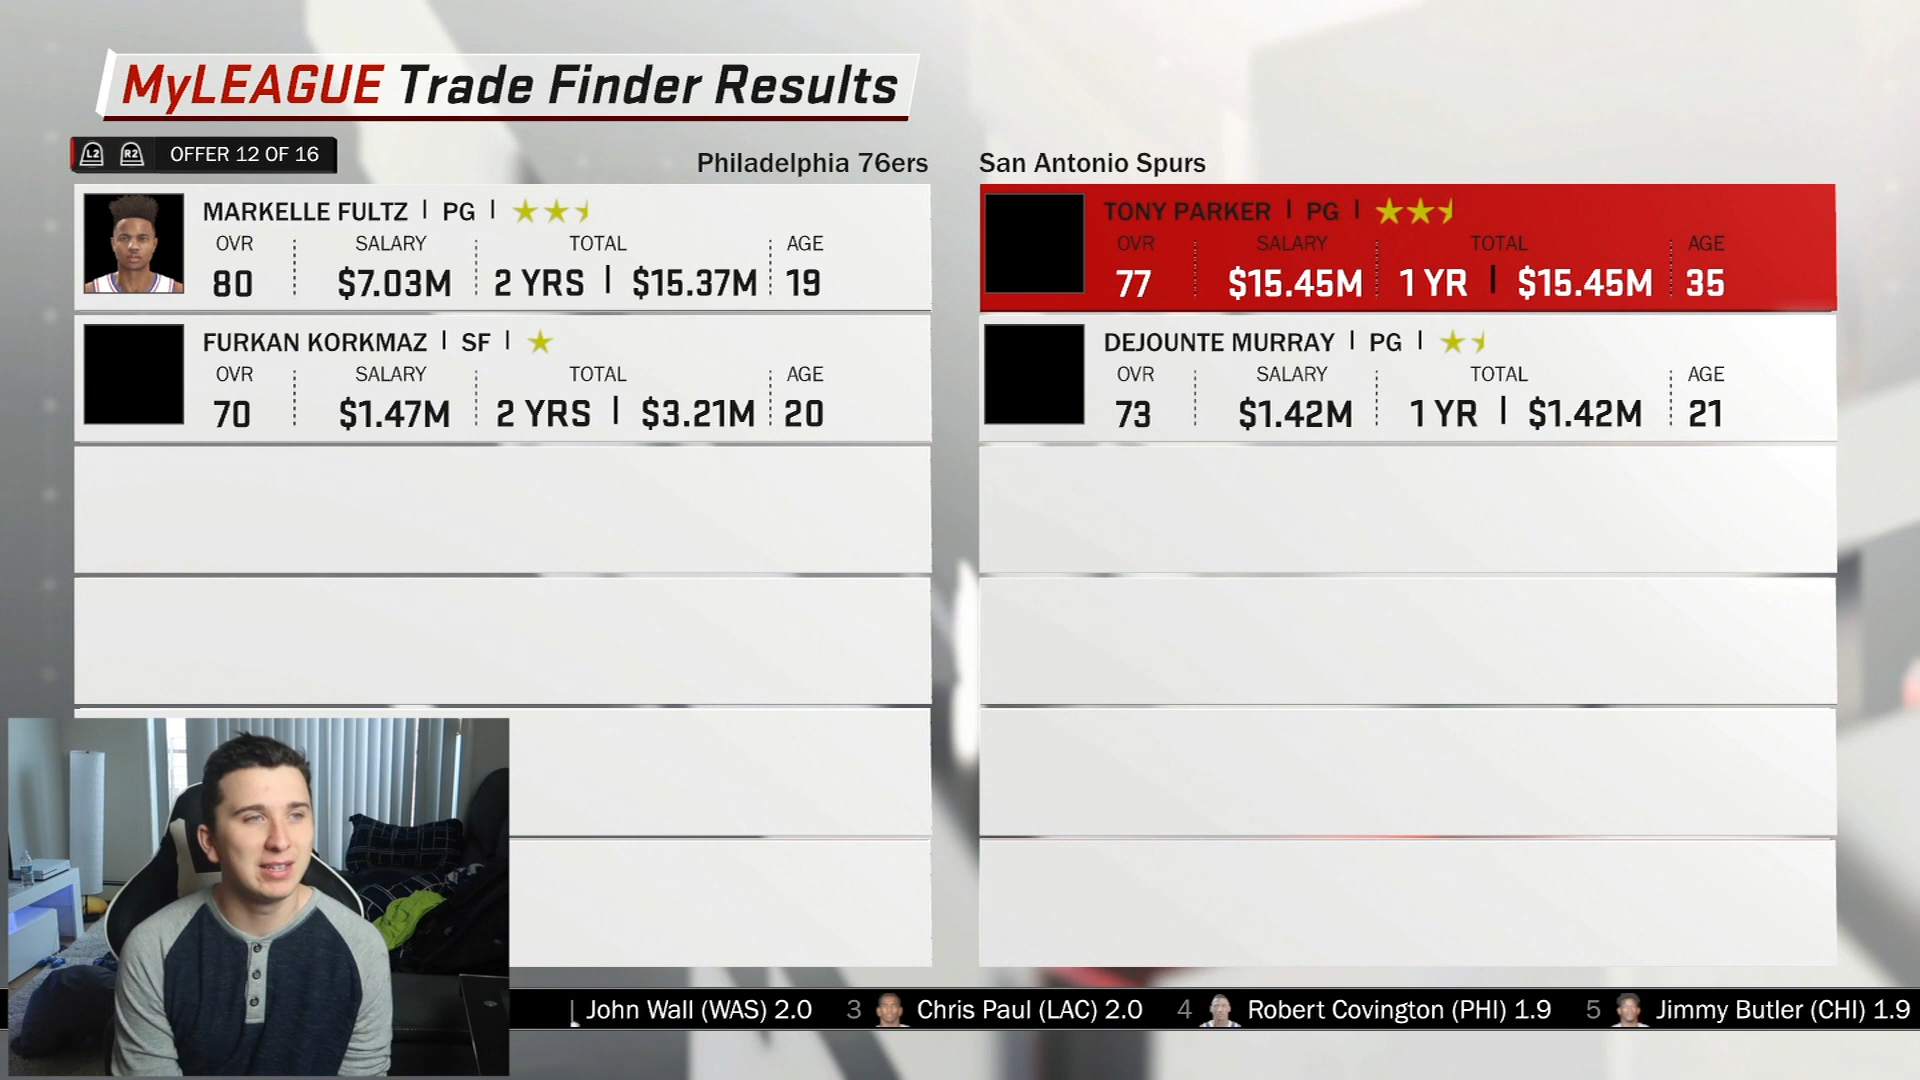 MyLEAGUE Trade Finder Results
L2 R2 OFFER 12 OF 16
Philadelphia 76ers
San Antonio Spurs
MARKELLE FULTZ | PG |
OVR SALARY TOTAL AGE
80 $7.03M 2 YRS | $15.37M 19
FURKAN KORKMAZ | SF |
OVR SALARY TOTAL AGE
70 $1.47M 2 YRS | $3.21M 20
TONY PARKER | PG |
OVR SALARY TOTAL AGE
77 $15.45M 1 YR | $15.45M 35
DEJOUNTE MURRAY | PG |
OVR SALARY TOTAL AGE
73 $1.42M 1 YR | $1.42M 21
John Wall (WAS) 2.0 3 Chris Paul (LAC) 2.0 4 Robert Covington (PHI) 1.9 5 Jimmy Butler (CHI) 1.9